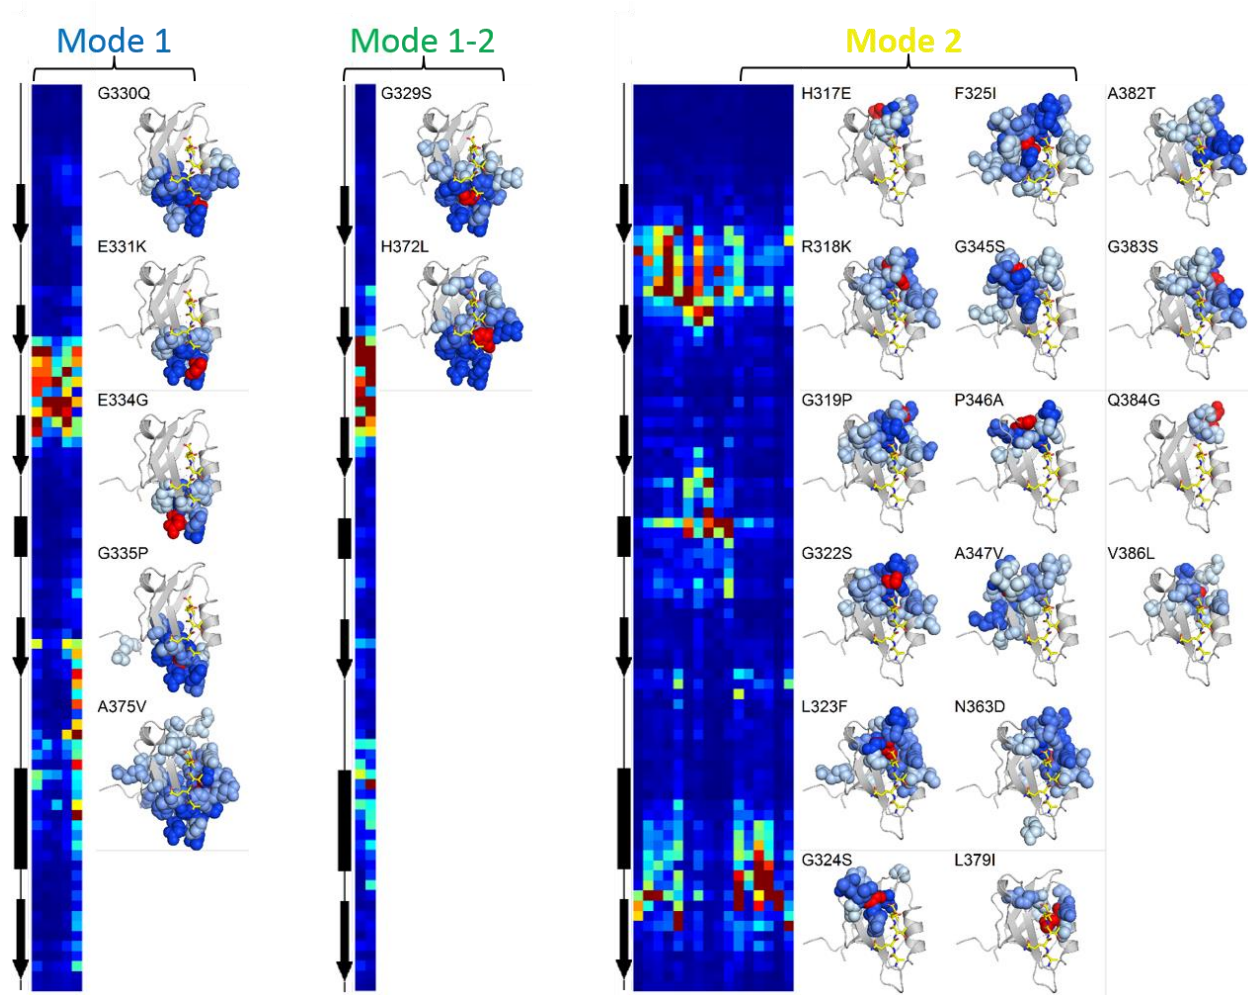 Mode 1
Mode 1-2
Mode 2
G330Q
G329S
H317E
F325I
A382T
E331K
H372L
R318K
G345S
G383S
E334G
G319P
P346A
Q384G
G335P
G322S
A347V
V386L
A375V
L323F
N363D
G324S
L379I